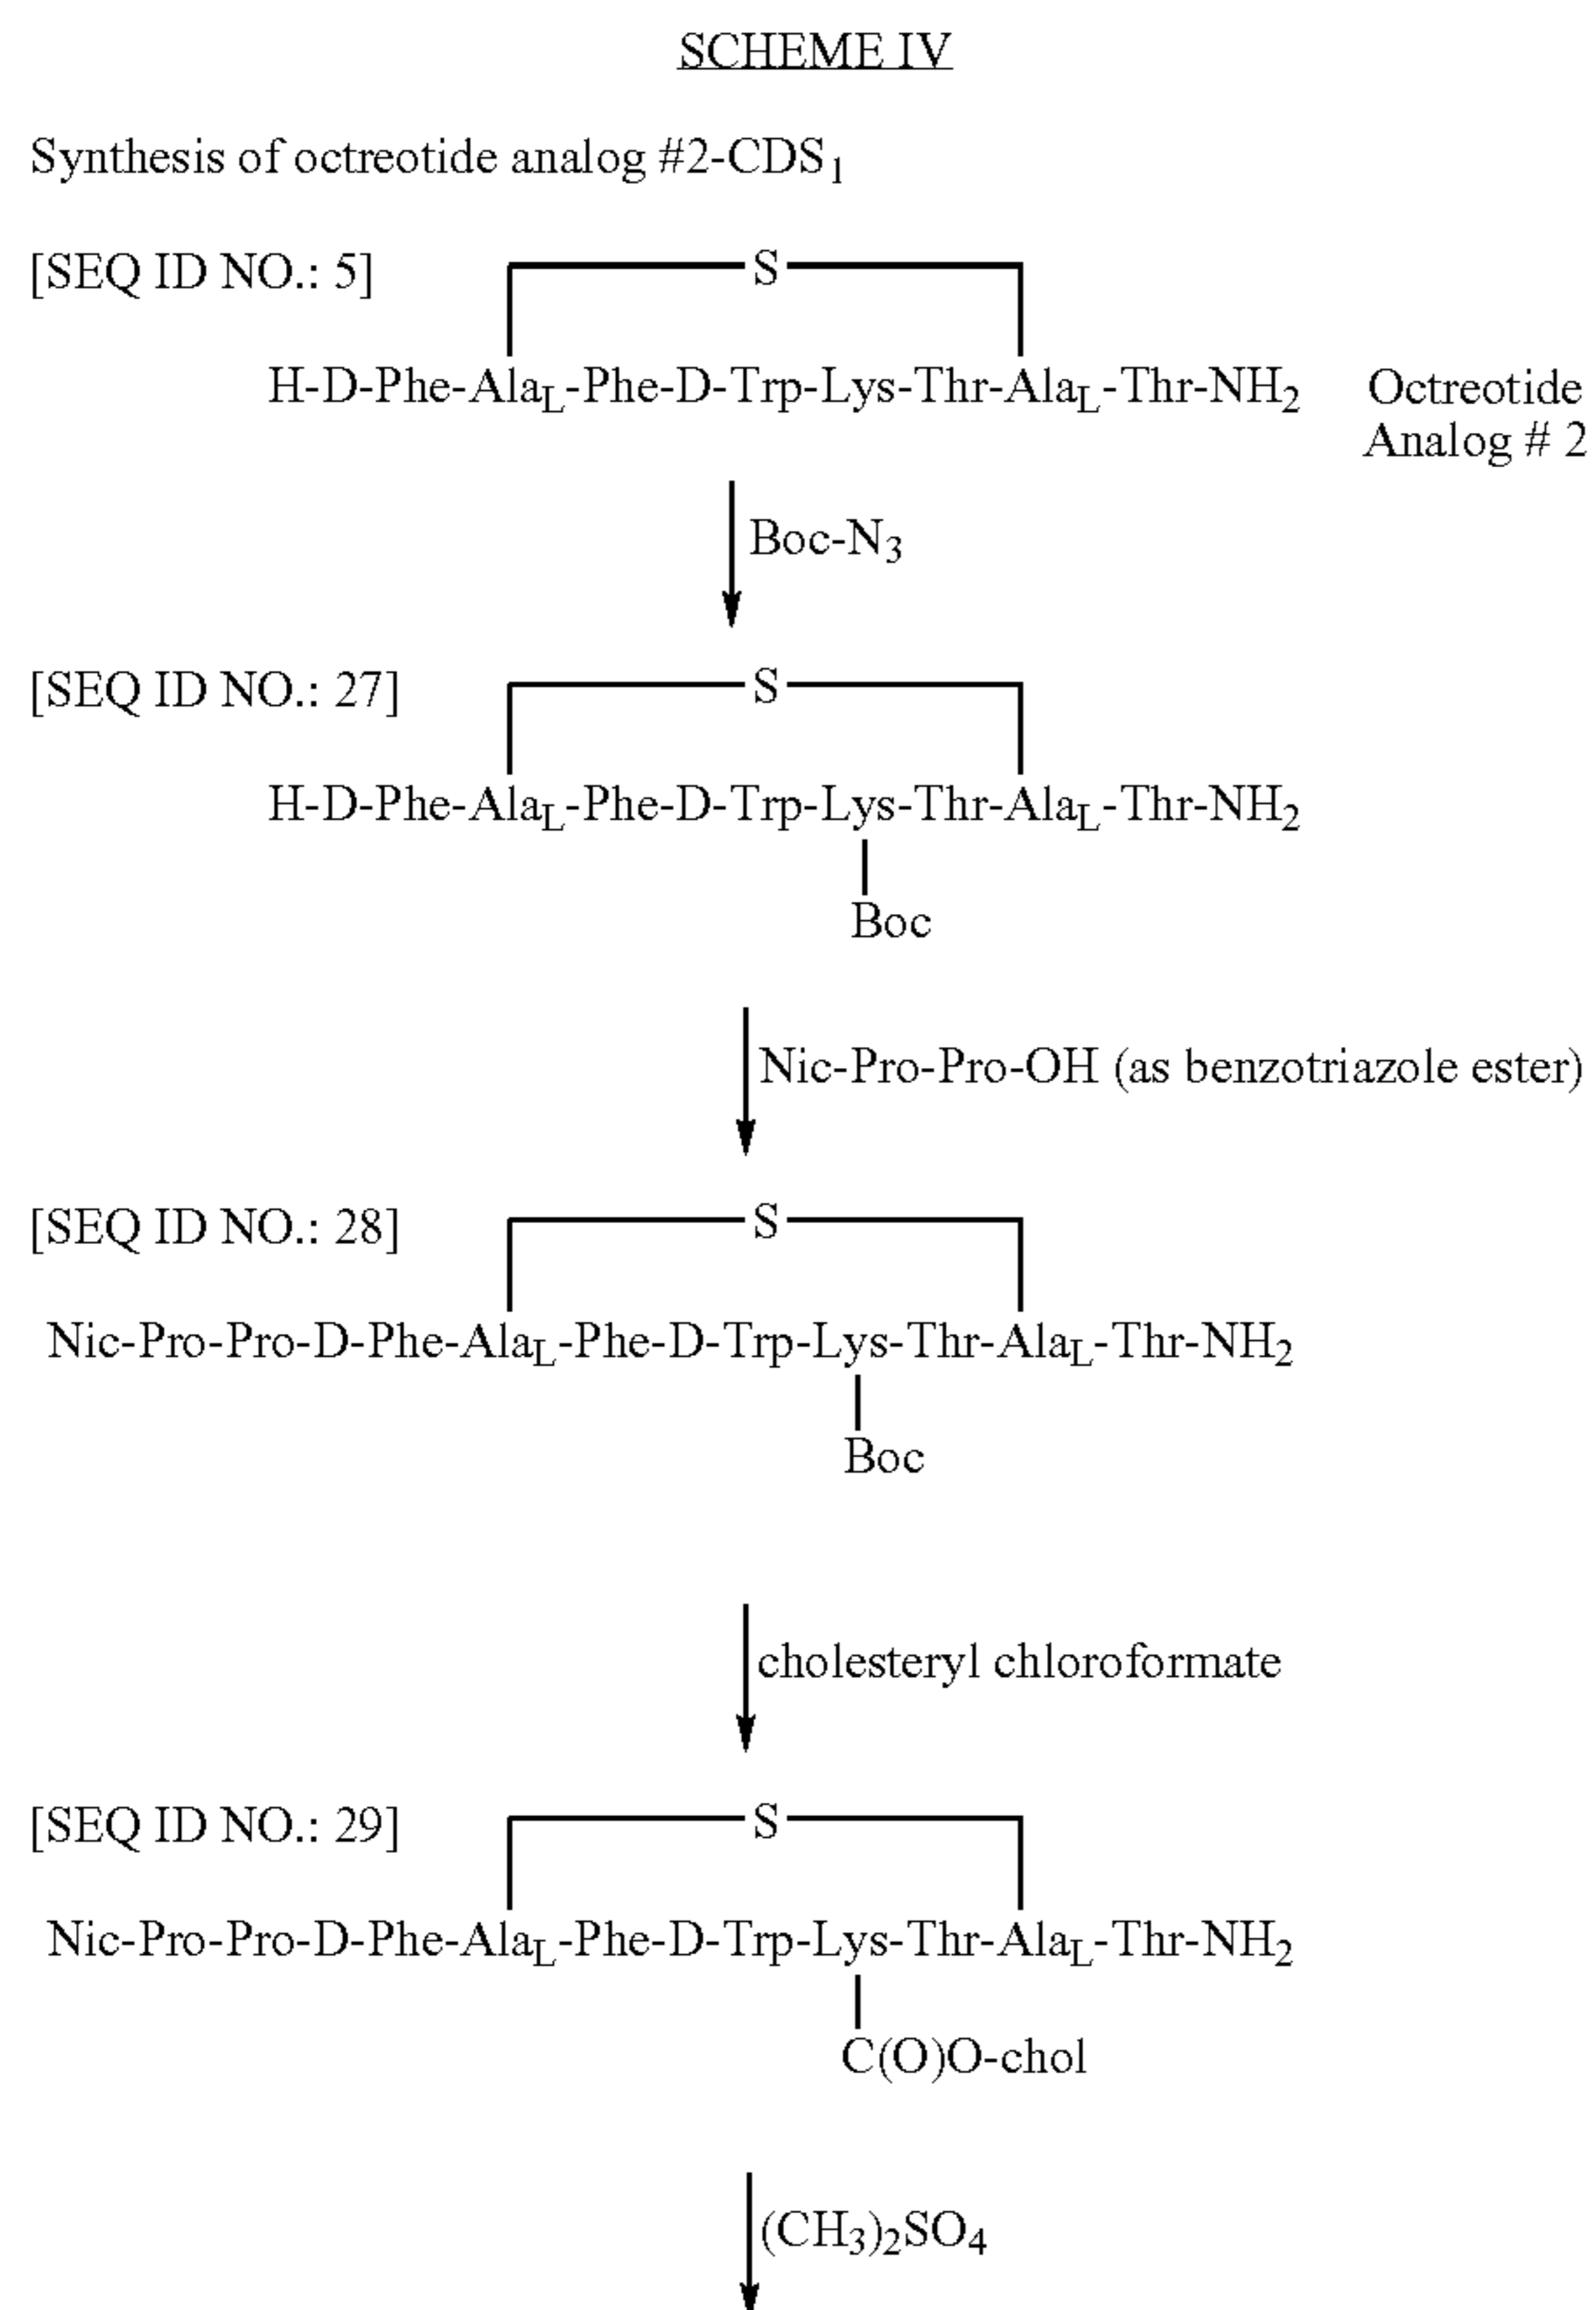 SCHEME IV
Synthesis of octreotide analog #2-CDS1
[SEQ ID NO.: 5]
S
H-D-Phe-AlaL-Phe-D-Trp-Lys-Thr-AlaL-Thr-NH2
Octreotide
Analog # 2
Boc-N3
[SEQ ID NO.: 27]
S
H-D-Phe-AlaL-Phe-D-Trp-Lys-Thr-AlaL-Thr-NH2
Boc
Nic-Pro-Pro-OH (as benzotriazole ester)
[SEQ ID NO.: 28]
S
Nic-Pro-Pro-D-Phe-AlaL-Phe-D-Trp-Lys-Thr-AlaL-Thr-NH2
Boc
cholesteryl chloroformate
[SEQ ID NO.: 29]
S
Nic-Pro-Pro-D-Phe-AlaL-Phe-D-Trp-Lys-Thr-AlaL-Thr-NH2
C(O)O-chol
(CH3)2SO4